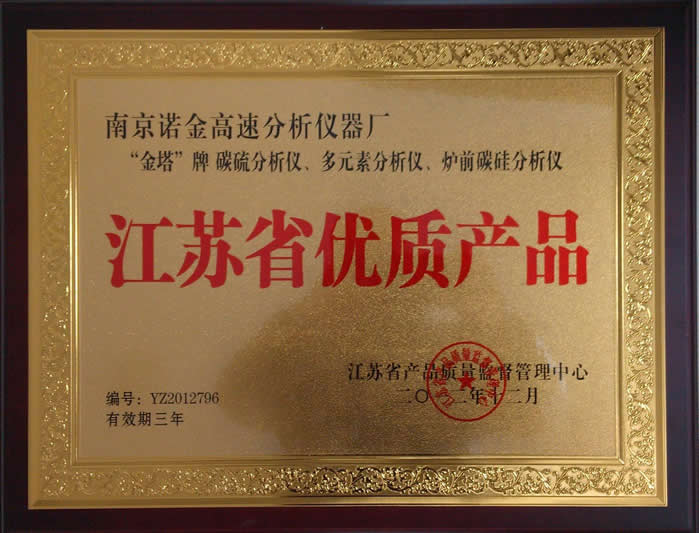 南京诺金高速分析仪器厂
“金塔”牌 碳硫分析仪、多元素分析仪、炉前碳硅分析仪
江苏省优质产品
江苏省产品质量监督管理中心
二〇一二年十二月
编号：YZ2012796
有效期三年